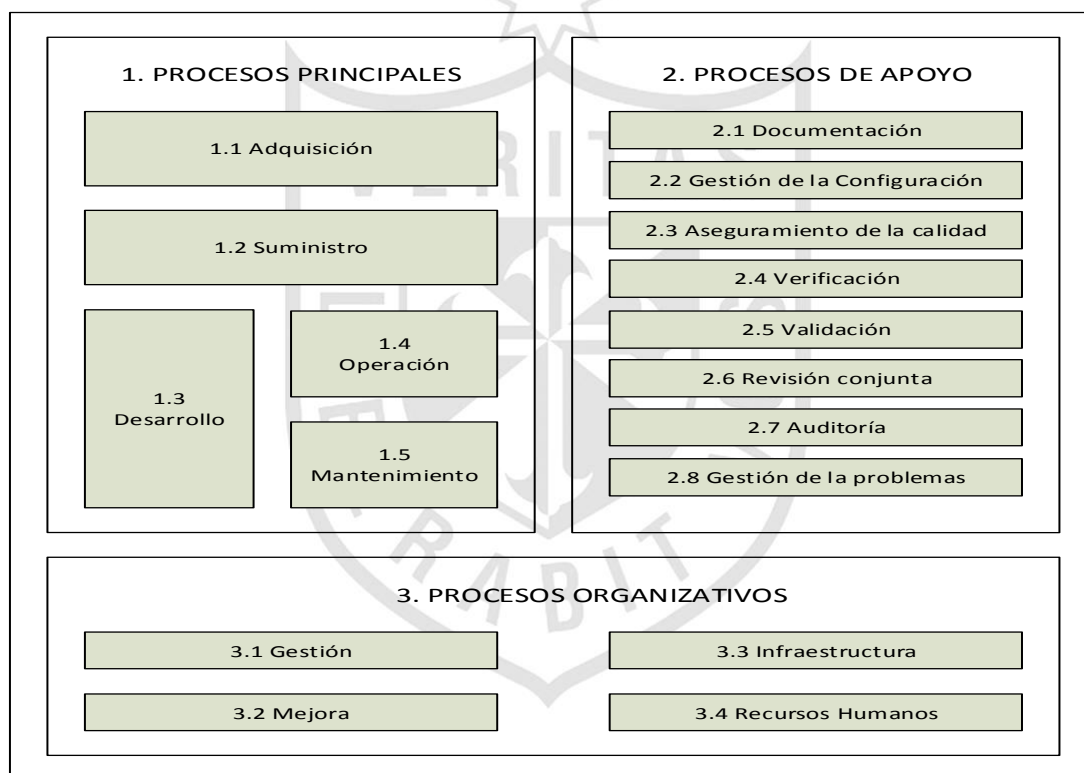 1. PROCESOS PRINCIPALES
1.1 Adquisición
1.2 Suministro
1.3
Desarrollo
1.4
Operación
1.5
Mantenimiento
2. PROCESOS DE APOYO
2.1 Documentación
2.2 Gestión de la Configuración
2.3 Aseguramiento de la calidad
2.4 Verificación
2.5 Validación
2.6 Revisión conjunta
2.7 Auditoría
2.8 Gestión de la problemas
3. PROCESOS ORGANIZATIVOS
3.1 Gestión
3.2 Mejora
3.3 Infraestructura
3.4 Recursos Humanos
VERITAS